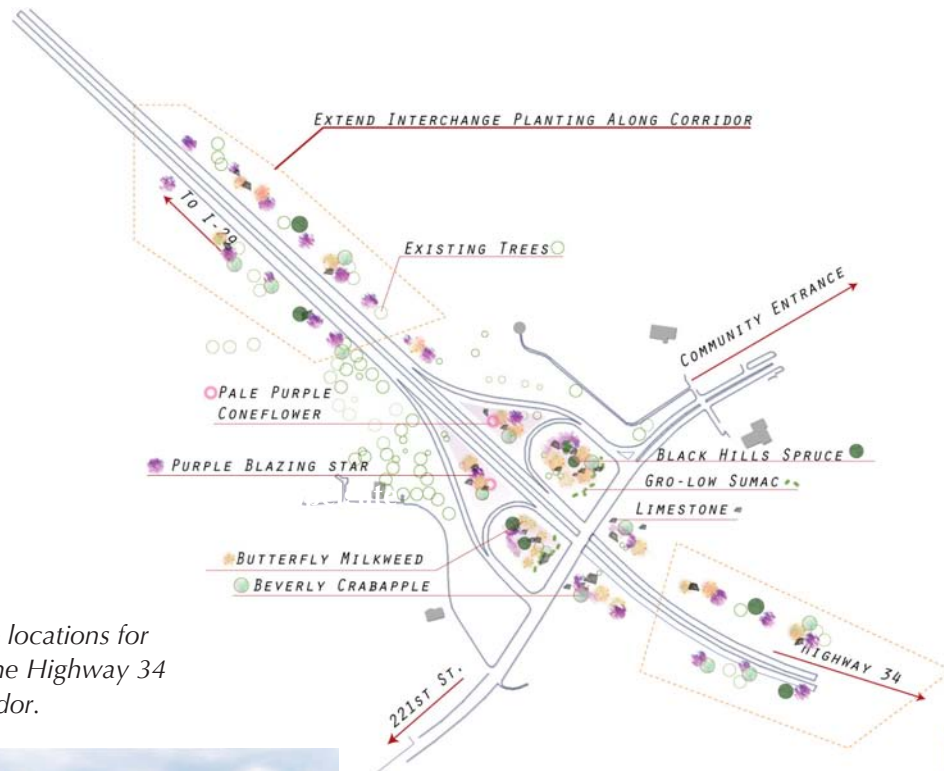 EXTEND INTERCHANGE PLANTING ALONG CORRIDOR
TO I-29
EXISTING TREES
COMMUNITY ENTRANCE
PALE PURPLE
CONEFLOWER
BLACK HILLS SPRUCE
PURPLE BLAZING STAR
GRO-LOW SUMAC
LIMESTONE
BUTTERFLY MILKWEED
BEVERLY CRABAPPLE
HIGHWAY 34
221ST ST.
locations for
he Highway 34
dor.